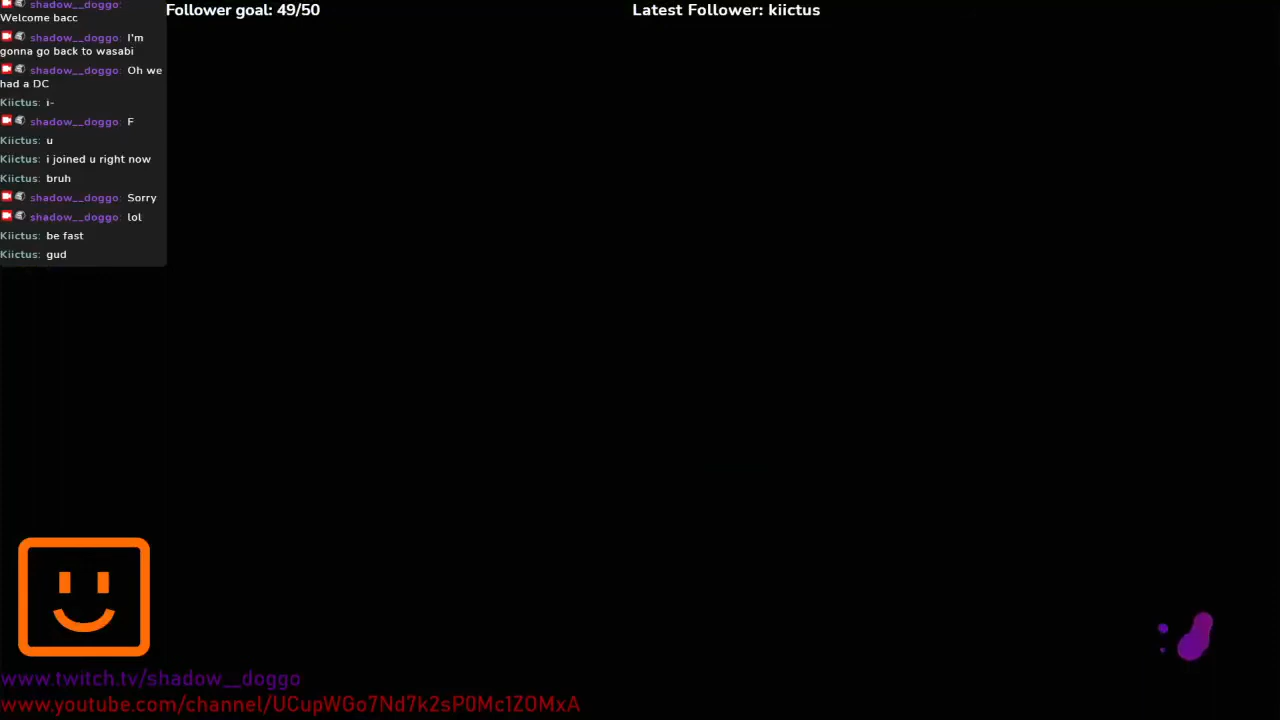 shadow__doggo:
Welcome bacc
shadow__doggo: I'm
gonna go back to wasabi
shadow__doggo: Oh we
had a DC
Kiictus: i-
shadow__doggo: F
Kiictus: u
Kiictus: i joined u right now
Kiictus: bruh
shadow__doggo: Sorry
shadow__doggo: lol
Kiictus: be fast
Kiictus: gud
Follower goal: 49/50
Latest Follower: kiictus
www.twitch.tv/shadow__doggo
www.youtube.com/channel/UCupWGo7Nd7k2sP0Mc1Z0MxA